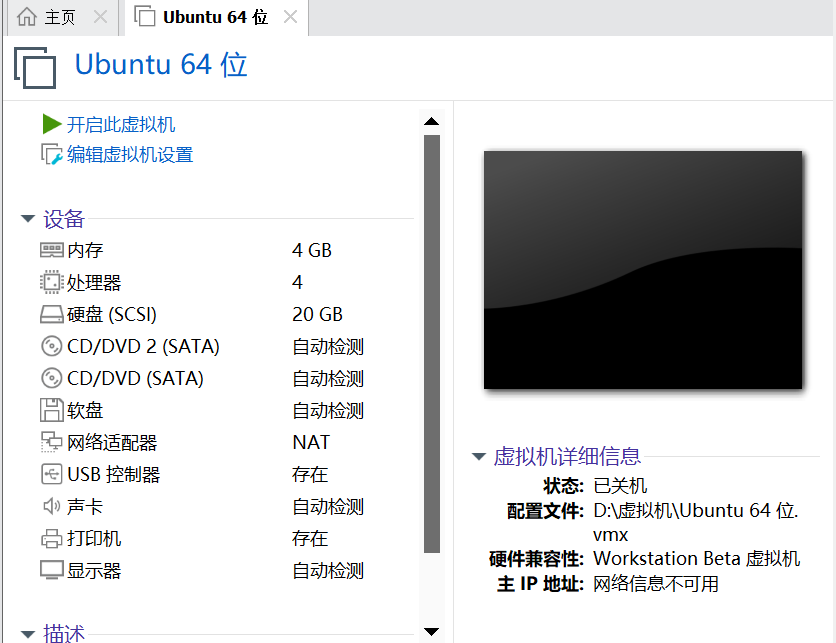 主页
Ubuntu 64 位
Ubuntu 64 位
开启此虚拟机
编辑虚拟机设置
设备
内存 4 GB
处理器 4
硬盘 (SCSI) 20 GB
CD/DVD 2 (SATA) 自动检测
CD/DVD (SATA) 自动检测
软盘 自动检测
网络适配器 NAT
USB 控制器 存在
声卡 自动检测
打印机 存在
显示器 自动检测
描述
虚拟机详细信息
状态: 已关机
配置文件: D:\虚拟机\Ubuntu 64 位.
vmx
硬件兼容性: Workstation Beta 虚拟机
主 IP 地址: 网络信息不可用